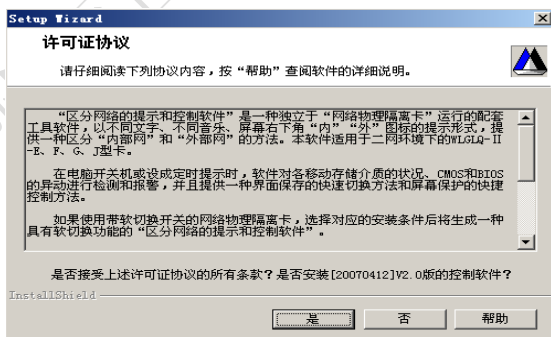 Setup Wizard
许可证协议
请仔细阅读下列协议内容，按“帮助”查阅软件的详细说明。
“区分网络的提示和控制软件”是一种独立于“网络物理隔离卡”运行的配套
工具软件，以不同文字、不同音乐、屏幕右下角“内”“外”图标的提示形式，提
供一种区分“内部网”和“外部网”的方法。本软件适用于二网环境下的WLGLQ-II
-E、F、G、J型卡。
在电脑开关机或设成定时提示时，软件对各移动存储介质的状况、CMOS和BIOS
的异动进行检测和报警，并且提供一种界面保存的快速切换方法和屏幕保护的快捷
控制方法。
如果使用带软切换开关的网络物理隔离卡，选择对应的安装条件后将生成一种
具有软切换功能的“区分网络的提示和控制软件”。
是否接受上述许可证协议的所有条款？是否安装[20070412]V2.0版的控制软件？
InstallShield
是
否
帮助